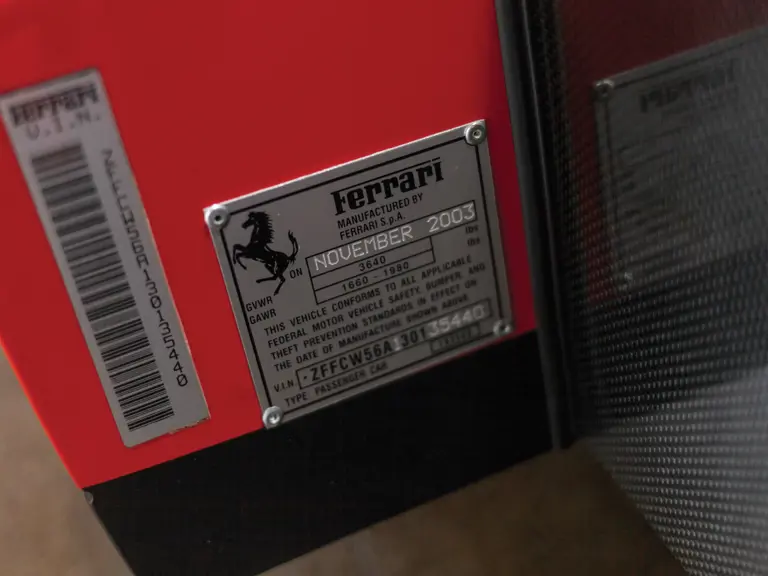 Ferrari
V.I.N.
ZFFCW56A130135440
Ferrari
MANUFACTURED BY
FERRARI S.p.A.
ON NOVEMBER 2003
GVWR 3640 lbs
GAWR 1660 - 1980 lbs
THIS VEHICLE CONFORMS TO ALL APPLICABLE
FEDERAL MOTOR VEHICLE SAFETY, BUMPER, AND
THEFT PREVENTION STANDARDS IN EFFECT ON
THE DATE OF MANUFACTURE SHOWN ABOVE
V.I.N. - ZFFCW56A130135440
TYPE: PASSENGER CAR